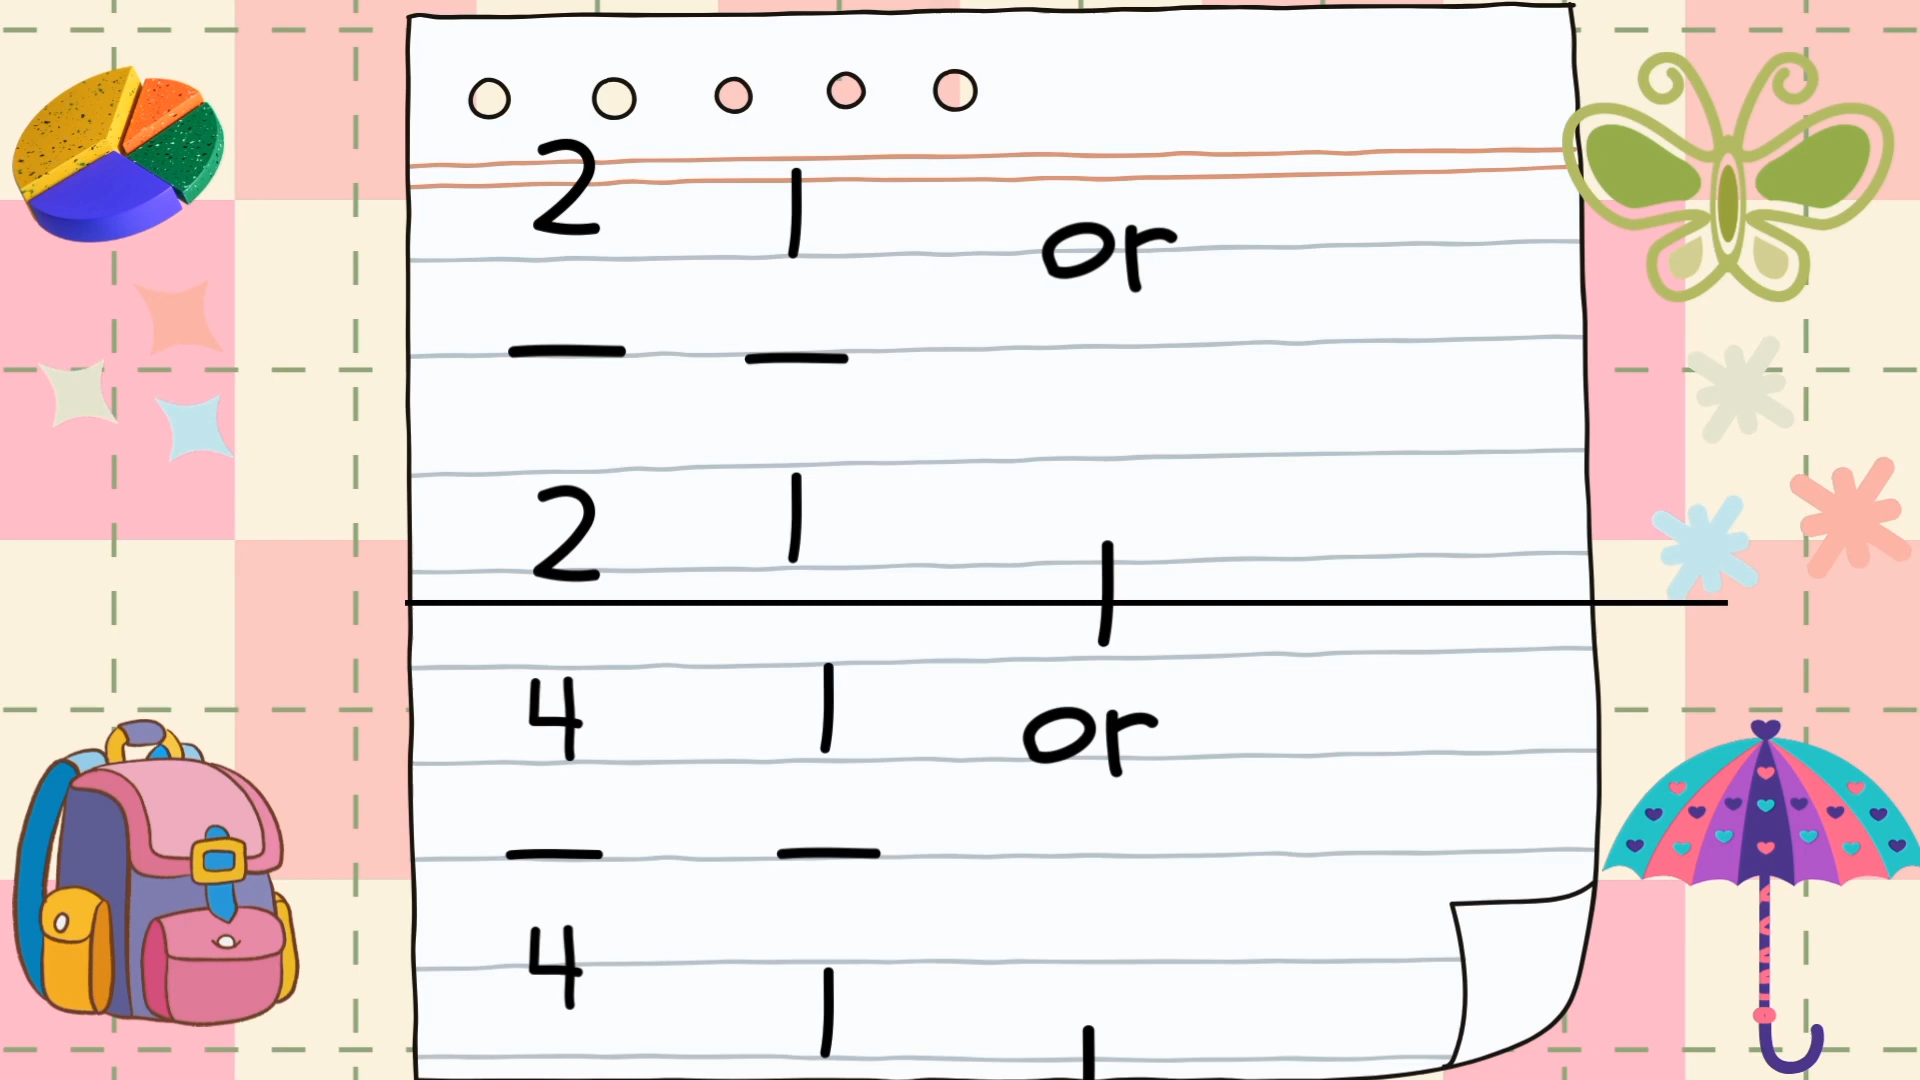 2 1 or
— —
2 1 1
4 1 or
— —
4 1 1